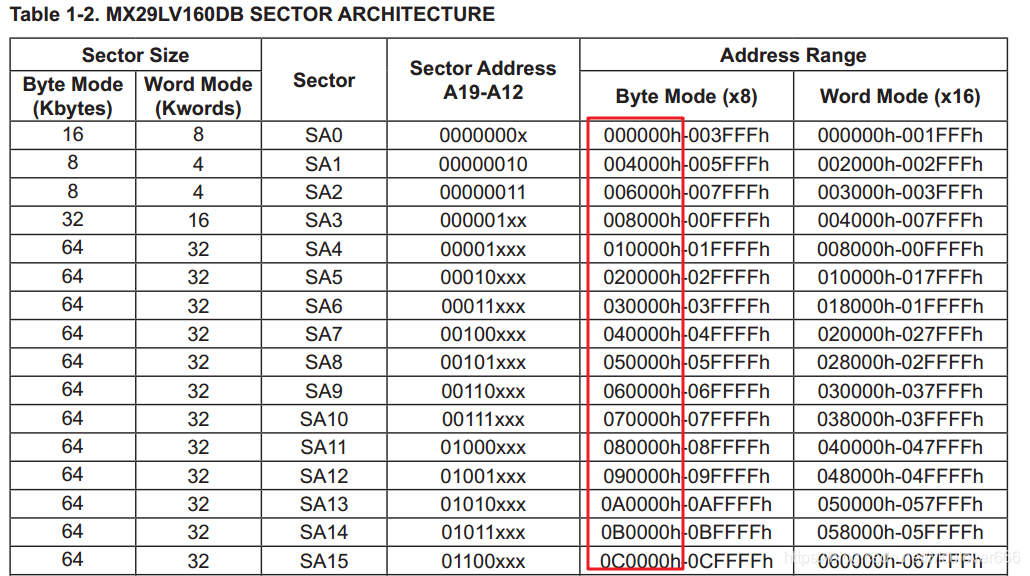 Table 1-2. MX29LV160DB SECTOR ARCHITECTURE
Sector Size Sector Sector Address A19-A12 Address Range
Byte Mode (Kbytes) Word Mode (Kwords) Byte Mode (x8) Word Mode (x16)
16 8 SA0 0000000x 000000h-003FFFh 000000h-001FFFh
8 4 SA1 00000010 004000h-005FFFh 002000h-002FFFh
8 4 SA2 00000011 006000h-007FFFh 003000h-003FFFh
32 16 SA3 000001xx 008000h-00FFFFh 004000h-007FFFh
64 32 SA4 00001xxx 010000h-01FFFFh 008000h-00FFFFh
64 32 SA5 00010xxx 020000h-02FFFFh 010000h-017FFFh
64 32 SA6 00011xxx 030000h-03FFFFh 018000h-01FFFFh
64 32 SA7 00100xxx 040000h-04FFFFh 020000h-027FFFh
64 32 SA8 00101xxx 050000h-05FFFFh 028000h-02FFFFh
64 32 SA9 00110xxx 060000h-06FFFFh 030000h-037FFFh
64 32 SA10 00111xxx 070000h-07FFFFh 038000h-03FFFFh
64 32 SA11 01000xxx 080000h-08FFFFh 040000h-047FFFh
64 32 SA12 01001xxx 090000h-09FFFFh 048000h-04FFFFh
64 32 SA13 01010xxx 0A0000h-0AFFFFh 050000h-057FFFh
64 32 SA14 01011xxx 0B0000h-0BFFFFh 058000h-05FFFFh
64 32 SA15 01100xxx 0C0000h-0CFFFFh 060000h-067FFFh